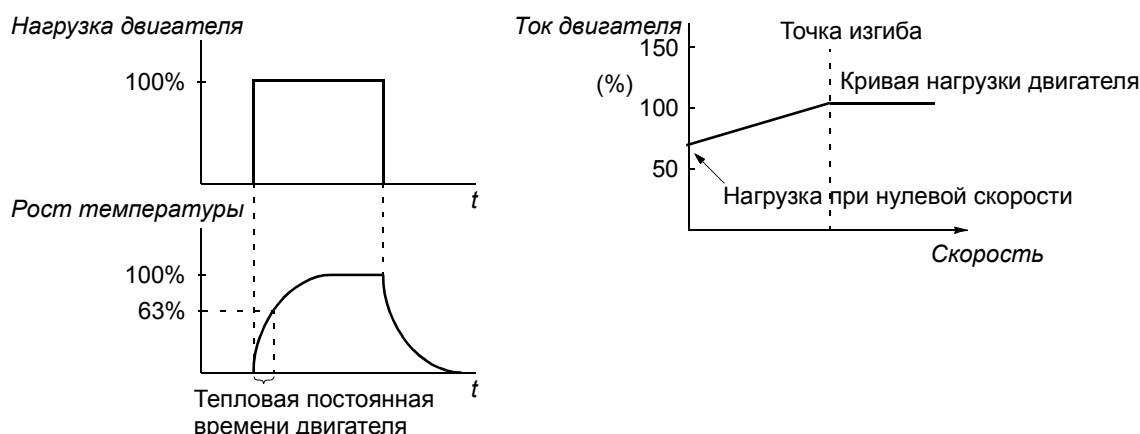 Нагрузка двигателя
100%
t
Рост температуры
100%
63%
t
Тепловая постоянная
времени двигателя
Ток двигателя
150
Точка изгиба
(%)
Кривая нагрузки двигателя
100
50
Нагрузка при нулевой скорости
Скорость